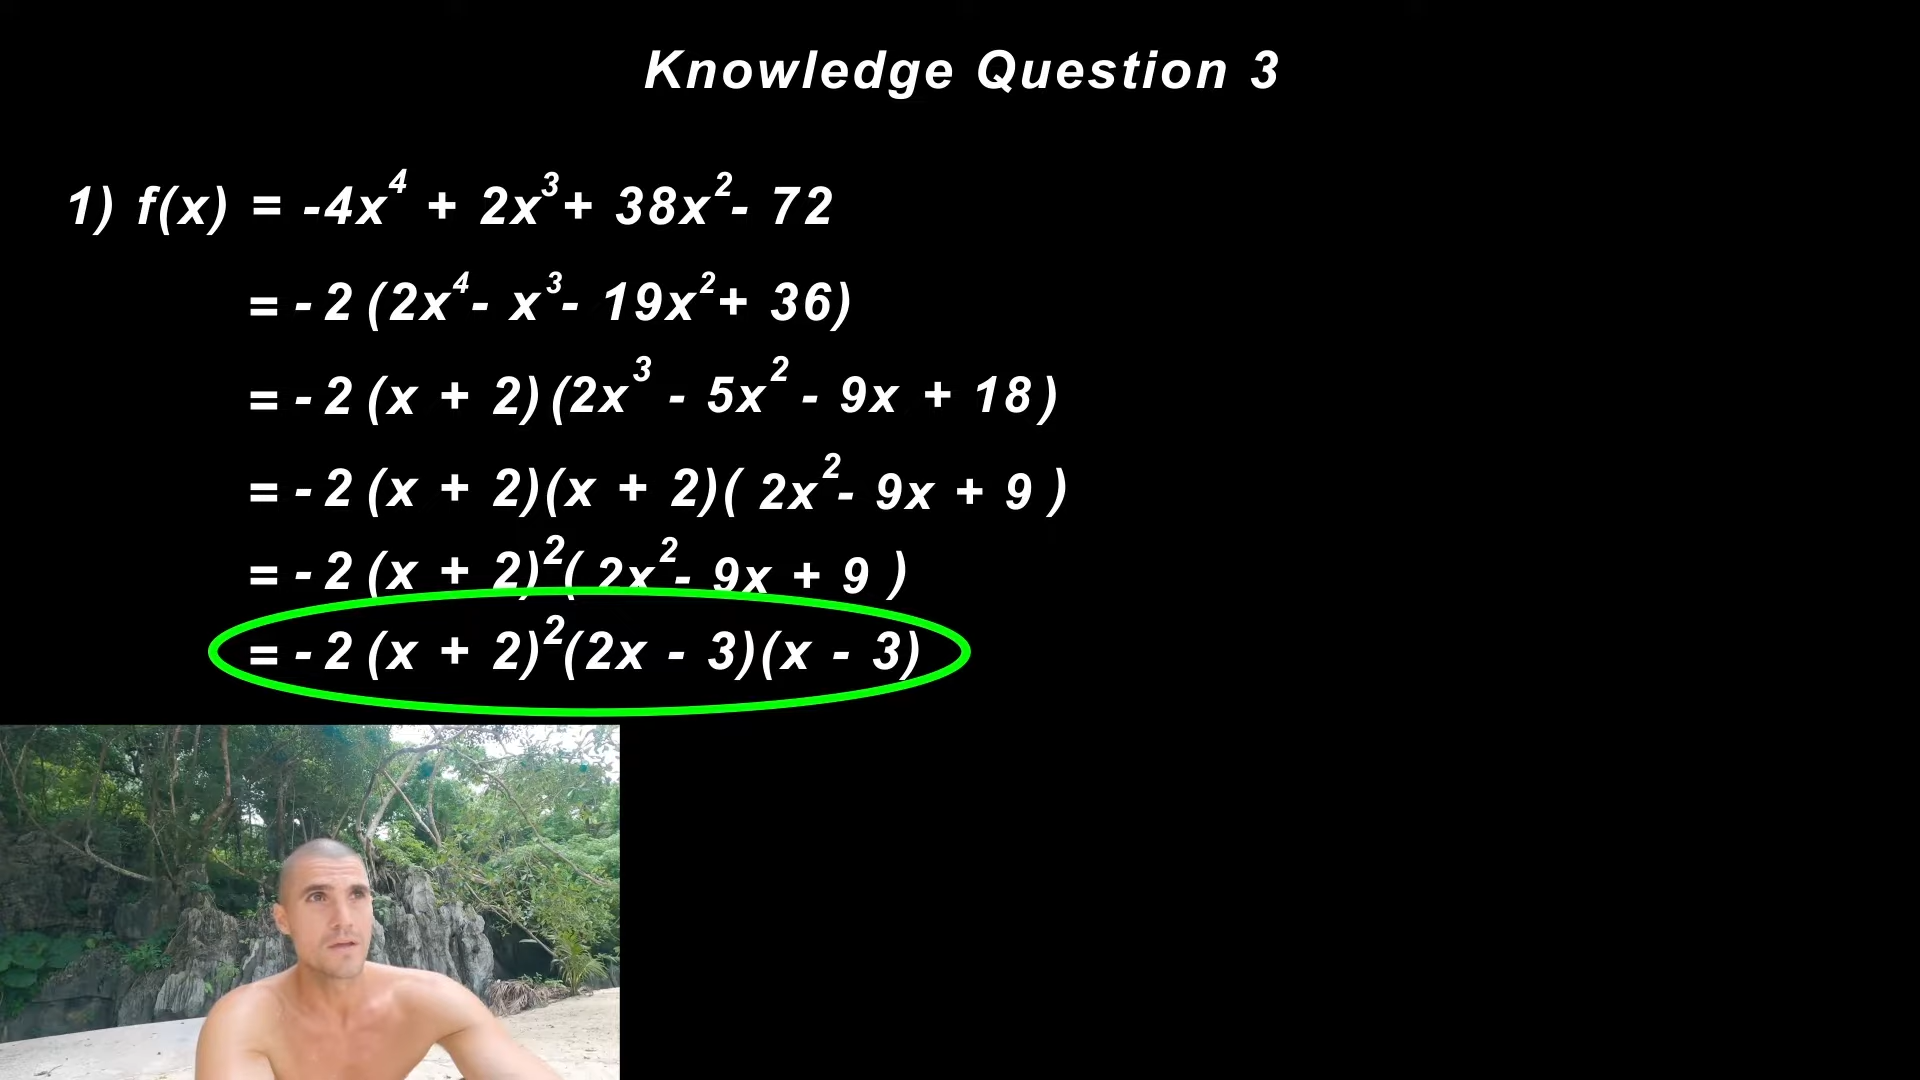 Knowledge Question 3
1) f(x) = -4x⁴ + 2x³ + 38x² - 72
= -2 (2x⁴ - x³ - 19x² + 36)
= -2 (x + 2) (2x³ - 5x² - 9x + 18)
= -2 (x + 2)(x + 2)( 2x² - 9x + 9 )
= -2 (x + 2)²( 2x² - 9x + 9 )
= -2 (x + 2)²(2x - 3)(x - 3)